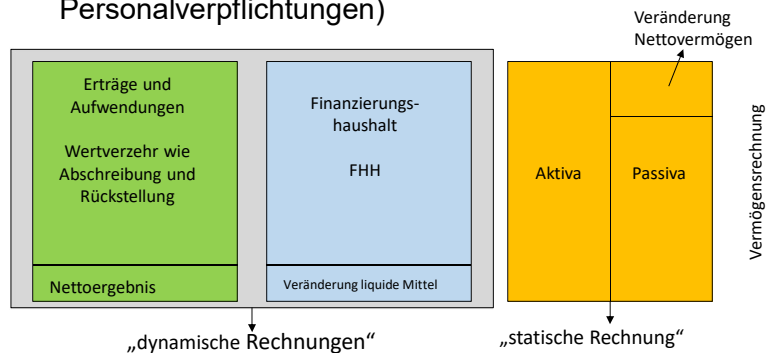 Personalverpflichtungen)
Veränderung
Nettovermögen
Erträge und
Aufwendungen
Wertverzehr wie
Abschreibung und
Rückstellung
Nettoergebnis
Finanzierungs-
haushalt
FHH
Veränderung liquide Mittel
Aktiva
Passiva
Vermögensrechnung
„dynamische Rechnungen“
„statische Rechnung“